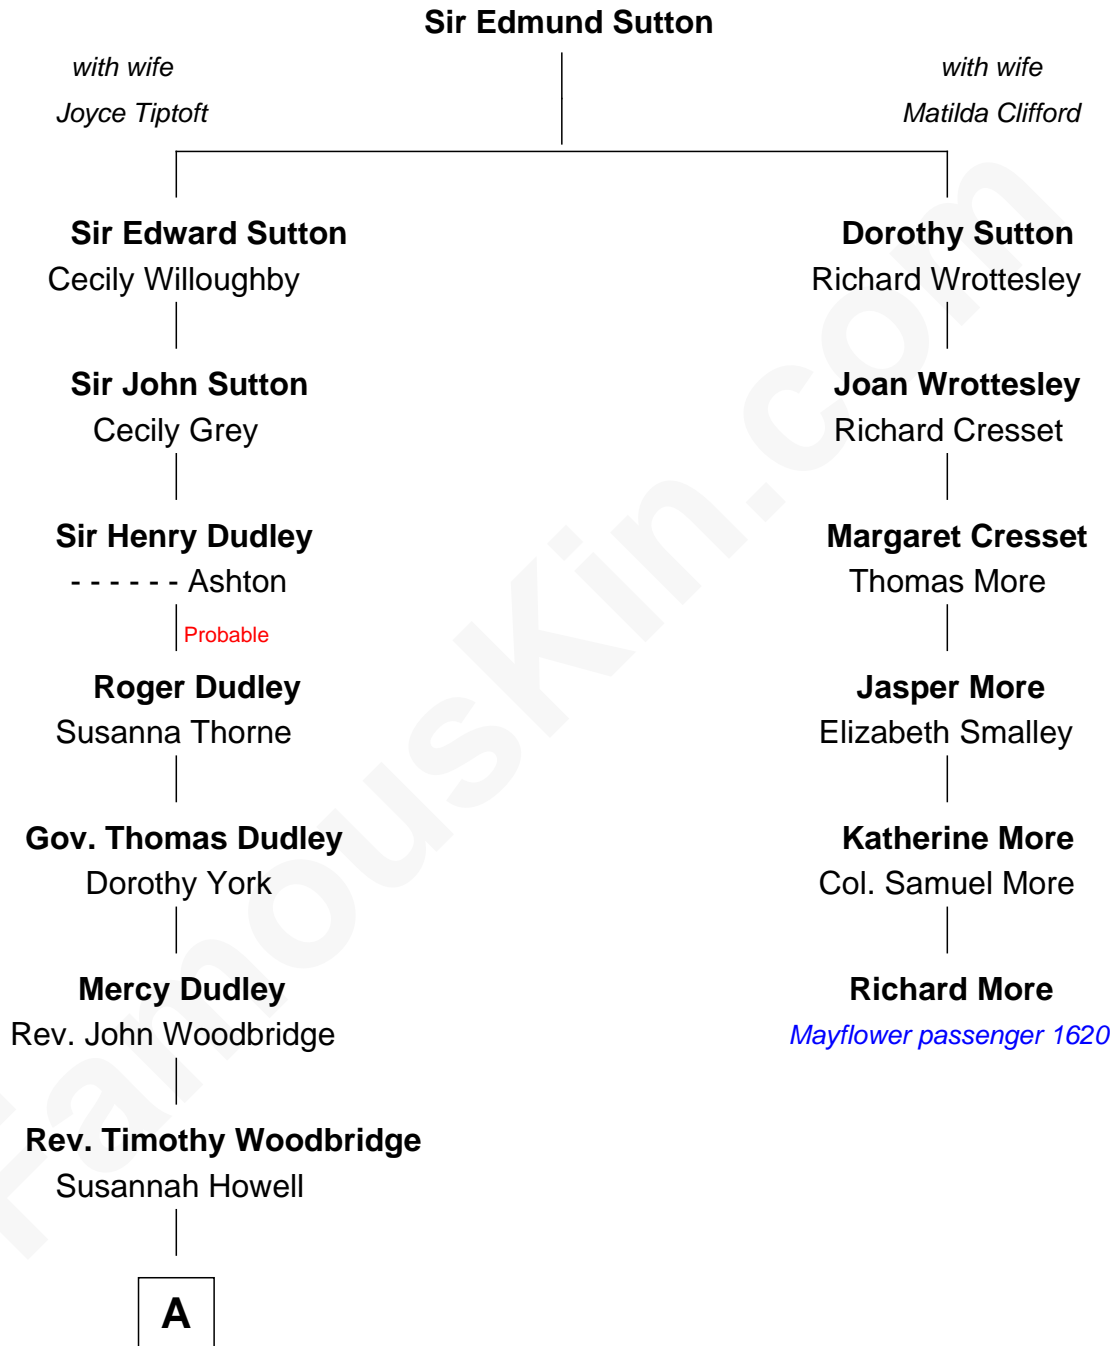 Sir Edmund Sutton
with wife
Joyce Tiptoft
with wife
Matilda Clifford
Sir Edward Sutton
Cecily Willoughby
Dorothy Sutton
Richard Wrottesley
Sir John Sutton
Cecily Grey
Joan Wrottesley
Richard Cresset
Sir Henry Dudley
- - - - - - Ashton
Margaret Cresset
Thomas More
Probable
Roger Dudley
Susanna Thorne
Jasper More
Elizabeth Smalley
Gov. Thomas Dudley
Dorothy York
Katherine More
Col. Samuel More
Mercy Dudley
Rev. John Woodbridge
Richard More
Mayflower passenger 1620
Rev. Timothy Woodbridge
Susannah Howell
A
FamousKin.com